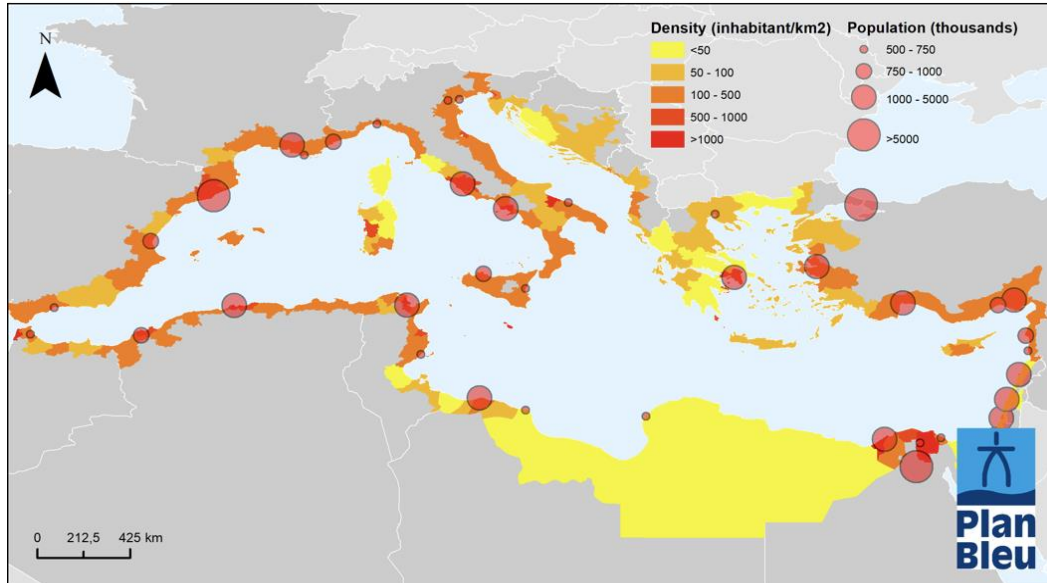 N
Density (inhabitant/km2)
<50
50 - 100
100 - 500
500 - 1000
>1000
Population (thousands)
500 - 750
750 - 1000
1000 - 5000
>5000
0 212,5 425 km
Plan
Bleu